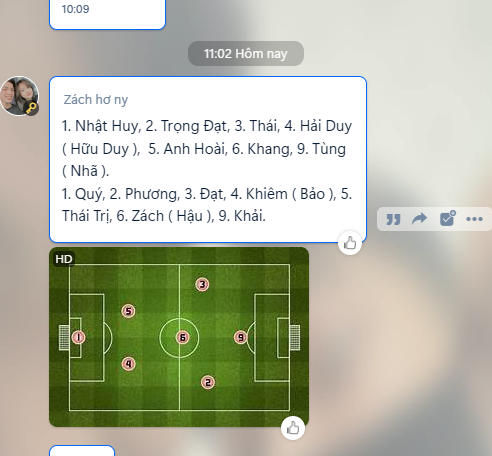 10:09
11:02 Hôm nay
Zách hơ ny
1. Nhật Huy, 2. Trọng Đạt, 3. Thái, 4. Hải Duy
( Hữu Duy ),  5. Anh Hoài, 6. Khang, 9. Tùng
( Nhã ).
1. Quý, 2. Phương, 3. Đạt, 4. Khiêm ( Bảo ), 5.
Thái Trị, 6. Zách ( Hậu ), 9. Khải.
HD
3
5
1
6
9
4
2